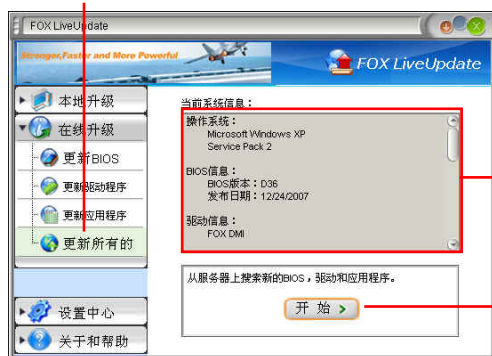 FOX LiveUpdate
Stronger,Faster and More Powerful
FOX LiveUpdate
本地升级
在线升级
更新BIOS
更新驱动程序
更新应用程序
更新所有的
设置中心
关于和帮助
当前系统信息：
操作系统：
Microsoft Windows XP
Service Pack 2
BIOS信息：
BIOS版本：D36
发布日期：12/24/2007
驱动信息：
FOX DMI
从服务器上搜索新的BIOS，驱动和应用程序。
开 始 >